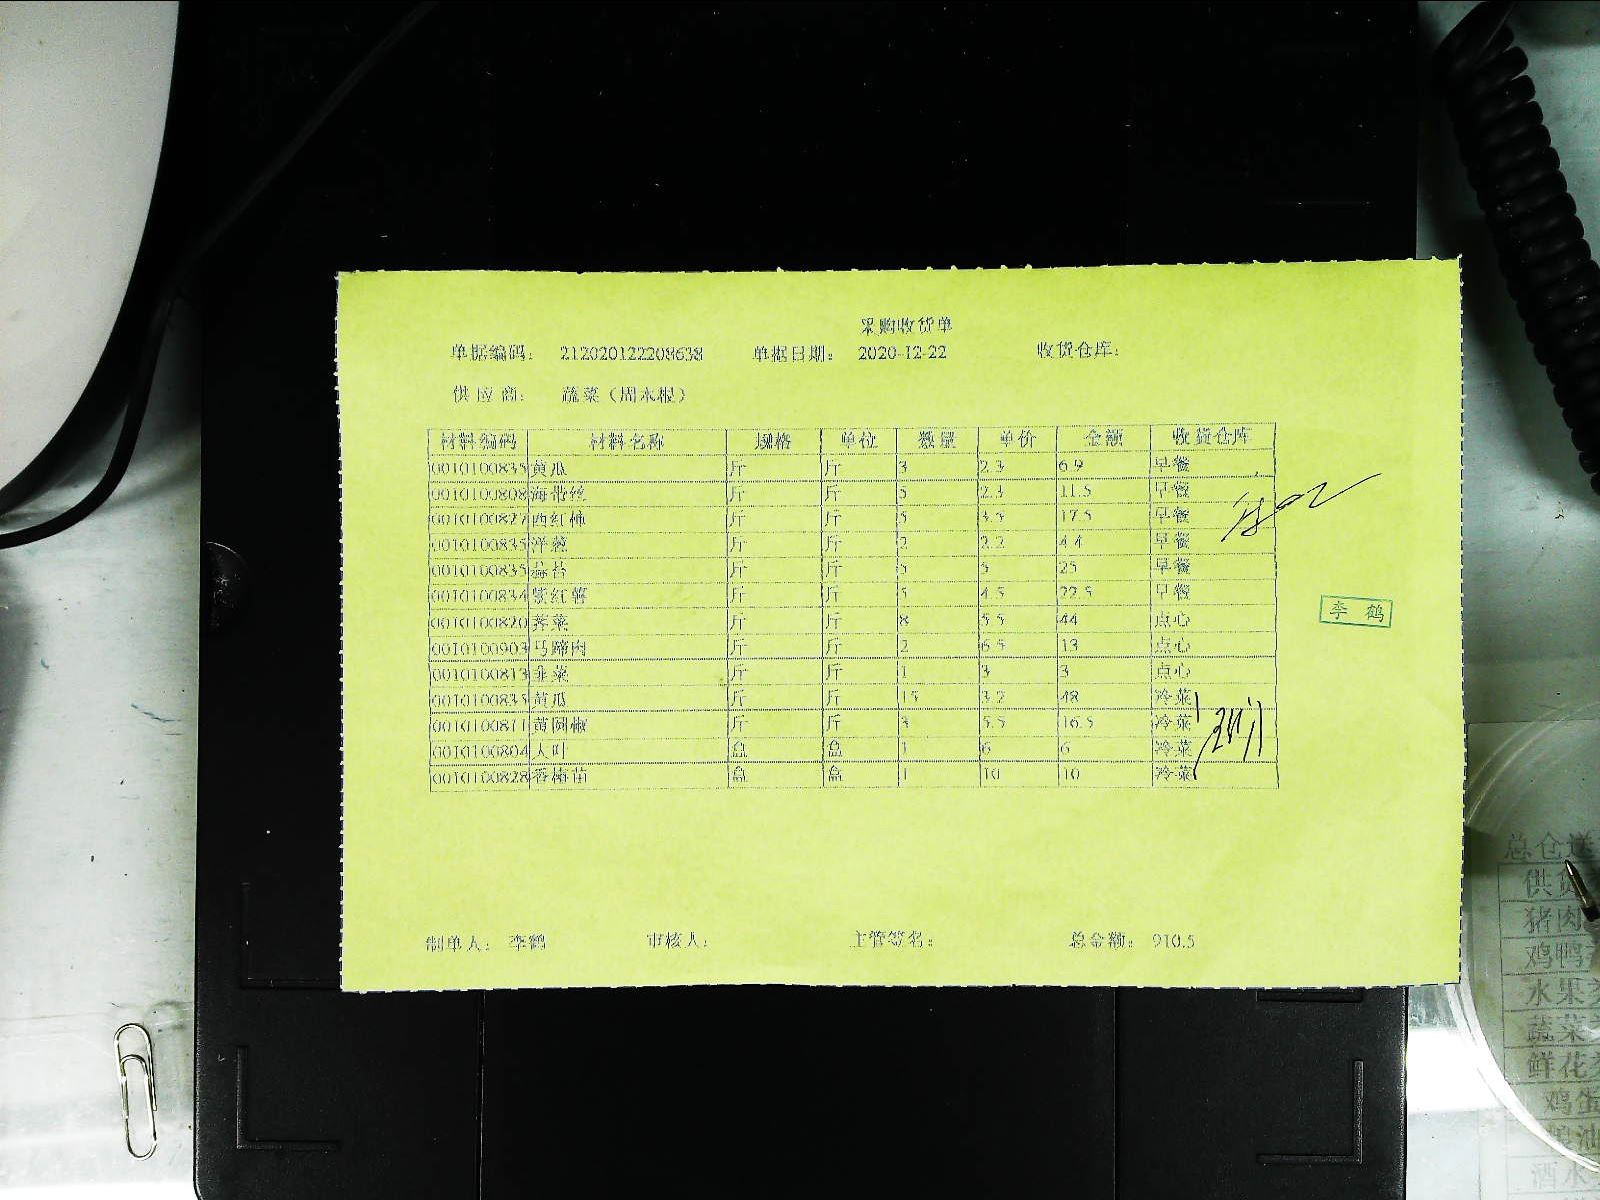 采购收货单
单据编码： 212020122208638 单据日期： 2020-12-22 收货仓库：
供 应 商： 蔬菜（周水根）
材料编码 材料名称 规格 单位 数量 单价 金额 收货仓库
0010100835 黄瓜 斤 斤 3 2.3 6.9 早餐
0010100808 海带丝 斤 斤 5 2.3 11.5 早餐
0010100827 西红柿 斤 斤 5 3.5 17.5 早餐
0010100835 洋葱 斤 斤 2 2.2 4.4 早餐
0010100835 蒜苔 斤 斤 5 5 25 早餐
0010100834 紫红薯 斤 斤 5 4.5 22.5 早餐
0010100820 荠菜 斤 斤 8 5.5 44 点心
0010100903 马蹄肉 斤 斤 2 6.5 13 点心
0010100813 韭菜 斤 斤 1 3 3 点心
0010100835 黄瓜 斤 斤 15 3.2 48 冷菜
0010100811 黄圆椒 斤 斤 3 5.5 16.5 冷菜
0010100804 大叶 盒 盒 1 6 6 冷菜
0010100828 香椿苗 盒 盒 1 10 10 冷菜
李 鹤
制单人： 李鹤 审核人： 主管签名： 总金额： 910.5
总仓送
供货
猪肉
鸡鸭
水果
蔬菜
鲜花
鸡蛋
粮油
酒水